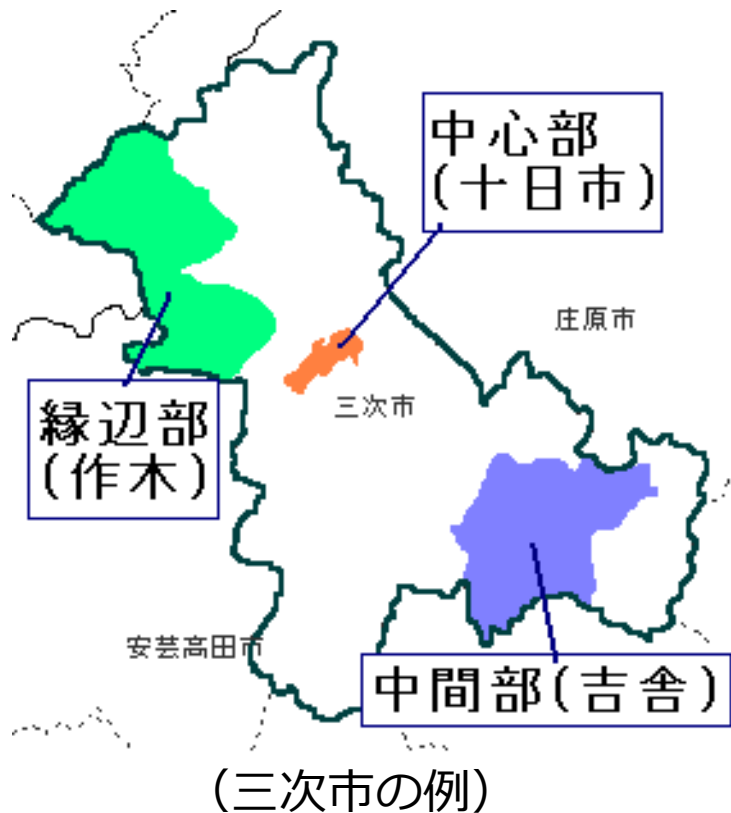 中心部
(十日市)
庄原市
三次市
縁辺部
(作木)
安芸高田市
中間部(吉舎)
（三次市の例）